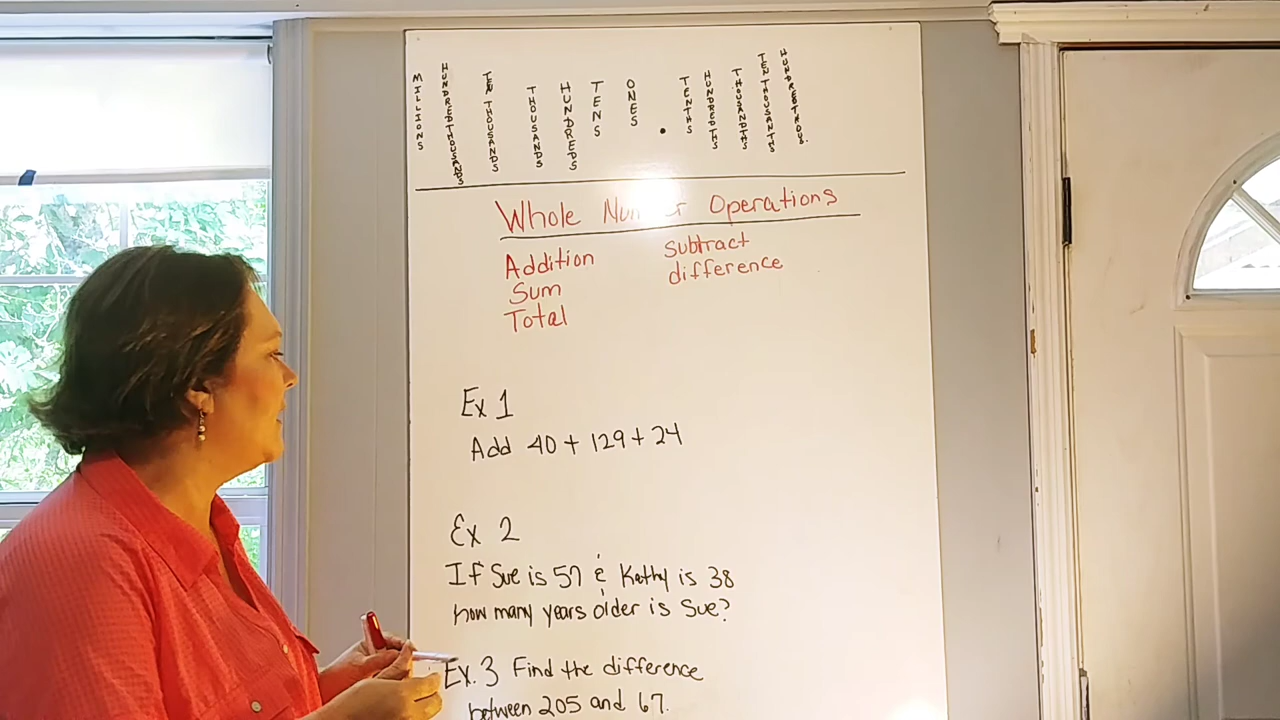 MILLIONS
HUNDRED THOUSANDS
TEN THOUSANDS
THOUSANDS
HUNDREDS
TENS
ONES
.
TENTHS
HUNDREDTHS
THOUSANDTHS
TEN THOUSANTHS
Whole Operations
Addition
Sum
Total
Subtract
difference
Ex 1
Add 40 + 129 + 24
Ex 2
If Sue is 57 & Kathy is 38
how many years older is Sue?
Ex. 3 Find the difference
between 205 and 67.